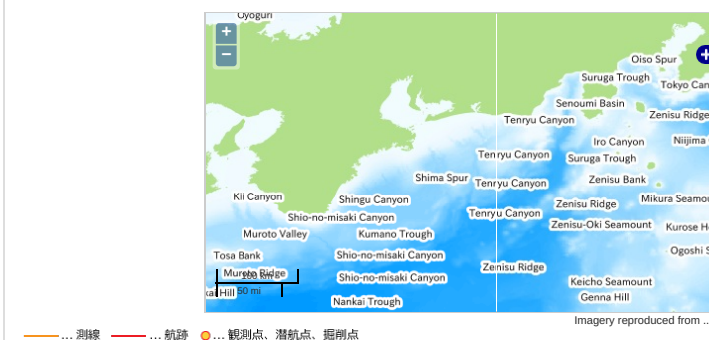 Oyoguri
+
−
Oiso Spur
Suruga Trough
Tokyo Can
Senoumi Basin
Zenisu Ridge
Tenryu Canyon
Iro Canyon
Niijima
Tenryu Canyon
Suruga Trough
Shima Spur
Tenryu Canyon
Zenisu Bank
Kii Canyon
Shingu Canyon
Zenisu Ridge
Mikura Seamou
Shio-no-misaki Canyon
Tenryu Canyon
Muroto Valley
Kumano Trough
Zenisu-Oki Seamount
Kurose H
Tosa Bank
Shio-no-misaki Canyon
Ogoshi S
Muroto Ridge
100 km
Zenisu Ridge
Shio-no-misaki Canyon
Keicho Seamount
kai Hill
50 mi
Genna Hill
Nankai Trough
Imagery reproduced from ..
... 測線 ... 航跡 ... 観測点、潜航点、掘削点